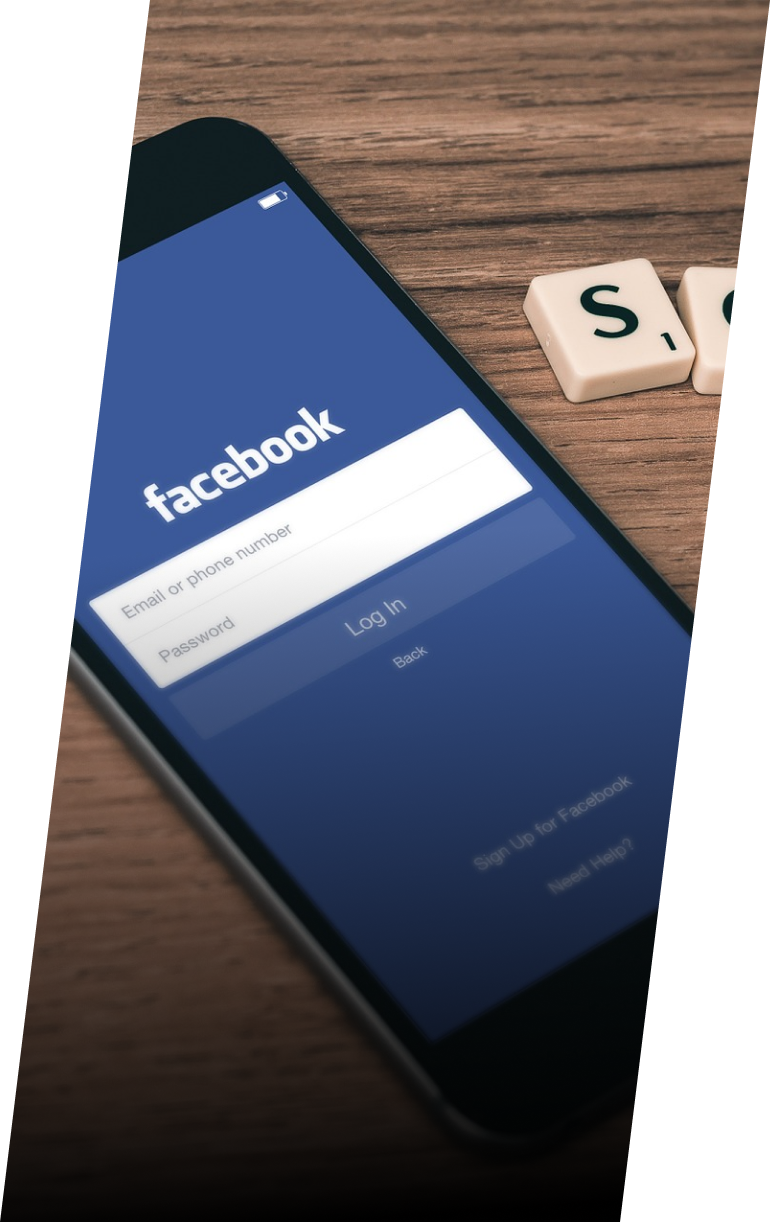 S
1
facebook
Email or phone number
Password
Log In
Back
Sign Up for Facebook
Need Help?